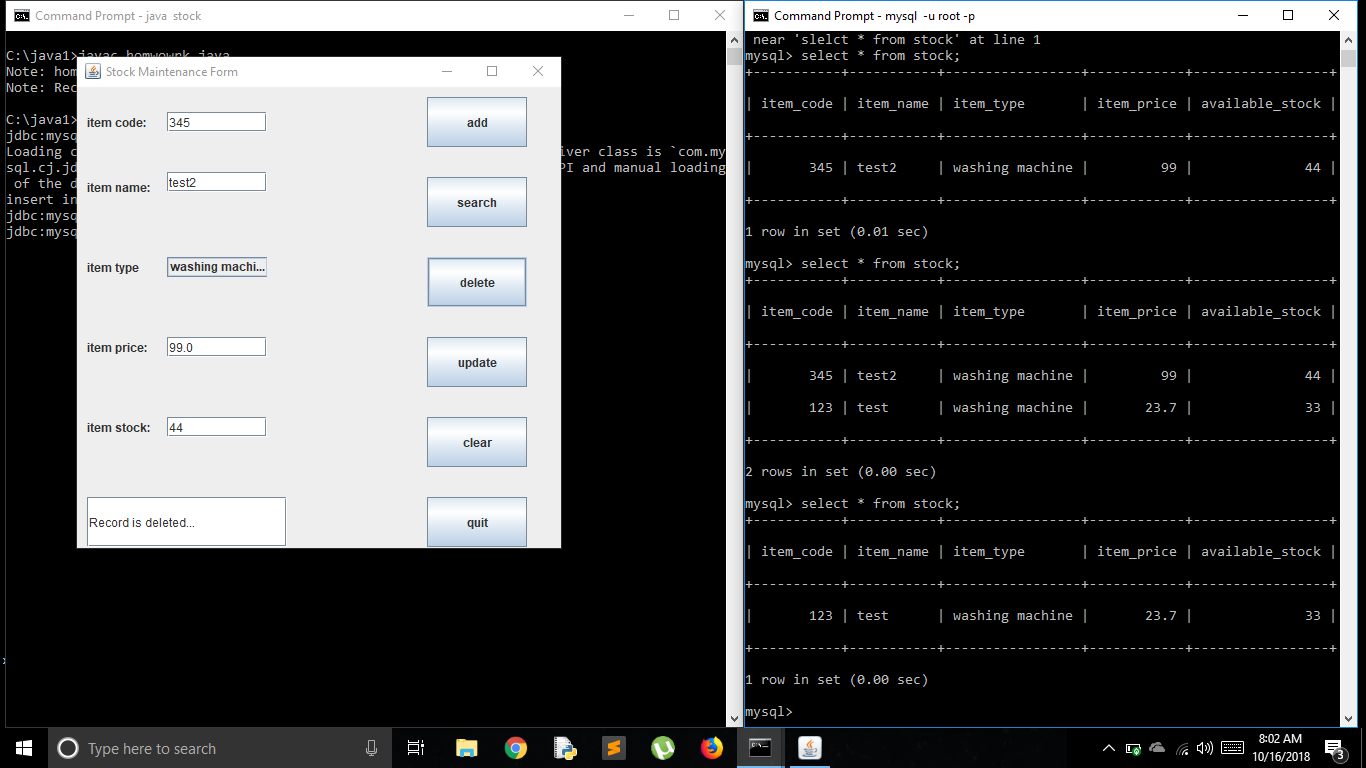 Command Prompt - java  stock
C:\java1>javac homwownk.java
Note: hom
Note: Rec
C:\java1>
jdbc:mysq
Loading c
iver class is `com.my
sql.cj.jd
PI and manual loading
of the d
insert in
jdbc:mysq
jdbc:mysq
Stock Maintenance Form
item code:
345
add
item name:
test2
search
item type
washing machi...
delete
item price:
99.0
update
item stock:
44
clear
Record is deleted...
quit
Command Prompt - mysql  -u root -p
near 'slelct * from stock' at line 1
mysql> select * from stock;
+-----------+-----------+----------------+------------+-----------------+
| item_code | item_name | item_type      | item_price | available_stock |
+-----------+-----------+----------------+------------+-----------------+
|       345 | test2     | washing machine |         99 |              44 |
+-----------+-----------+----------------+------------+-----------------+
1 row in set (0.01 sec)
mysql> select * from stock;
+-----------+-----------+----------------+------------+-----------------+
| item_code | item_name | item_type      | item_price | available_stock |
+-----------+-----------+----------------+------------+-----------------+
|       345 | test2     | washing machine |         99 |              44 |
|       123 | test      | washing machine |       23.7 |              33 |
+-----------+-----------+----------------+------------+-----------------+
2 rows in set (0.00 sec)
mysql> select * from stock;
+-----------+-----------+----------------+------------+-----------------+
| item_code | item_name | item_type      | item_price | available_stock |
+-----------+-----------+----------------+------------+-----------------+
|       123 | test      | washing machine |       23.7 |              33 |
+-----------+-----------+----------------+------------+-----------------+
1 row in set (0.00 sec)
mysql>
Type here to search
8:02 AM
10/16/2018
3